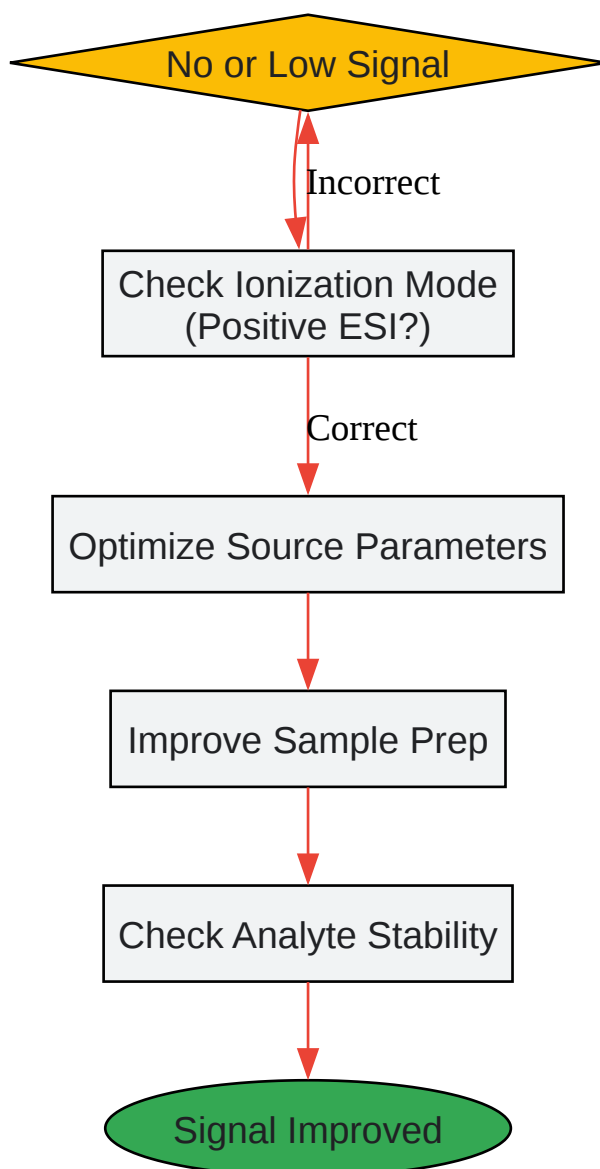 No or Low Signal
Incorrect
Check Ionization Mode
(Positive ESI?)
Correct
Optimize Source Parameters
Improve Sample Prep
Check Analyte Stability
Signal Improved